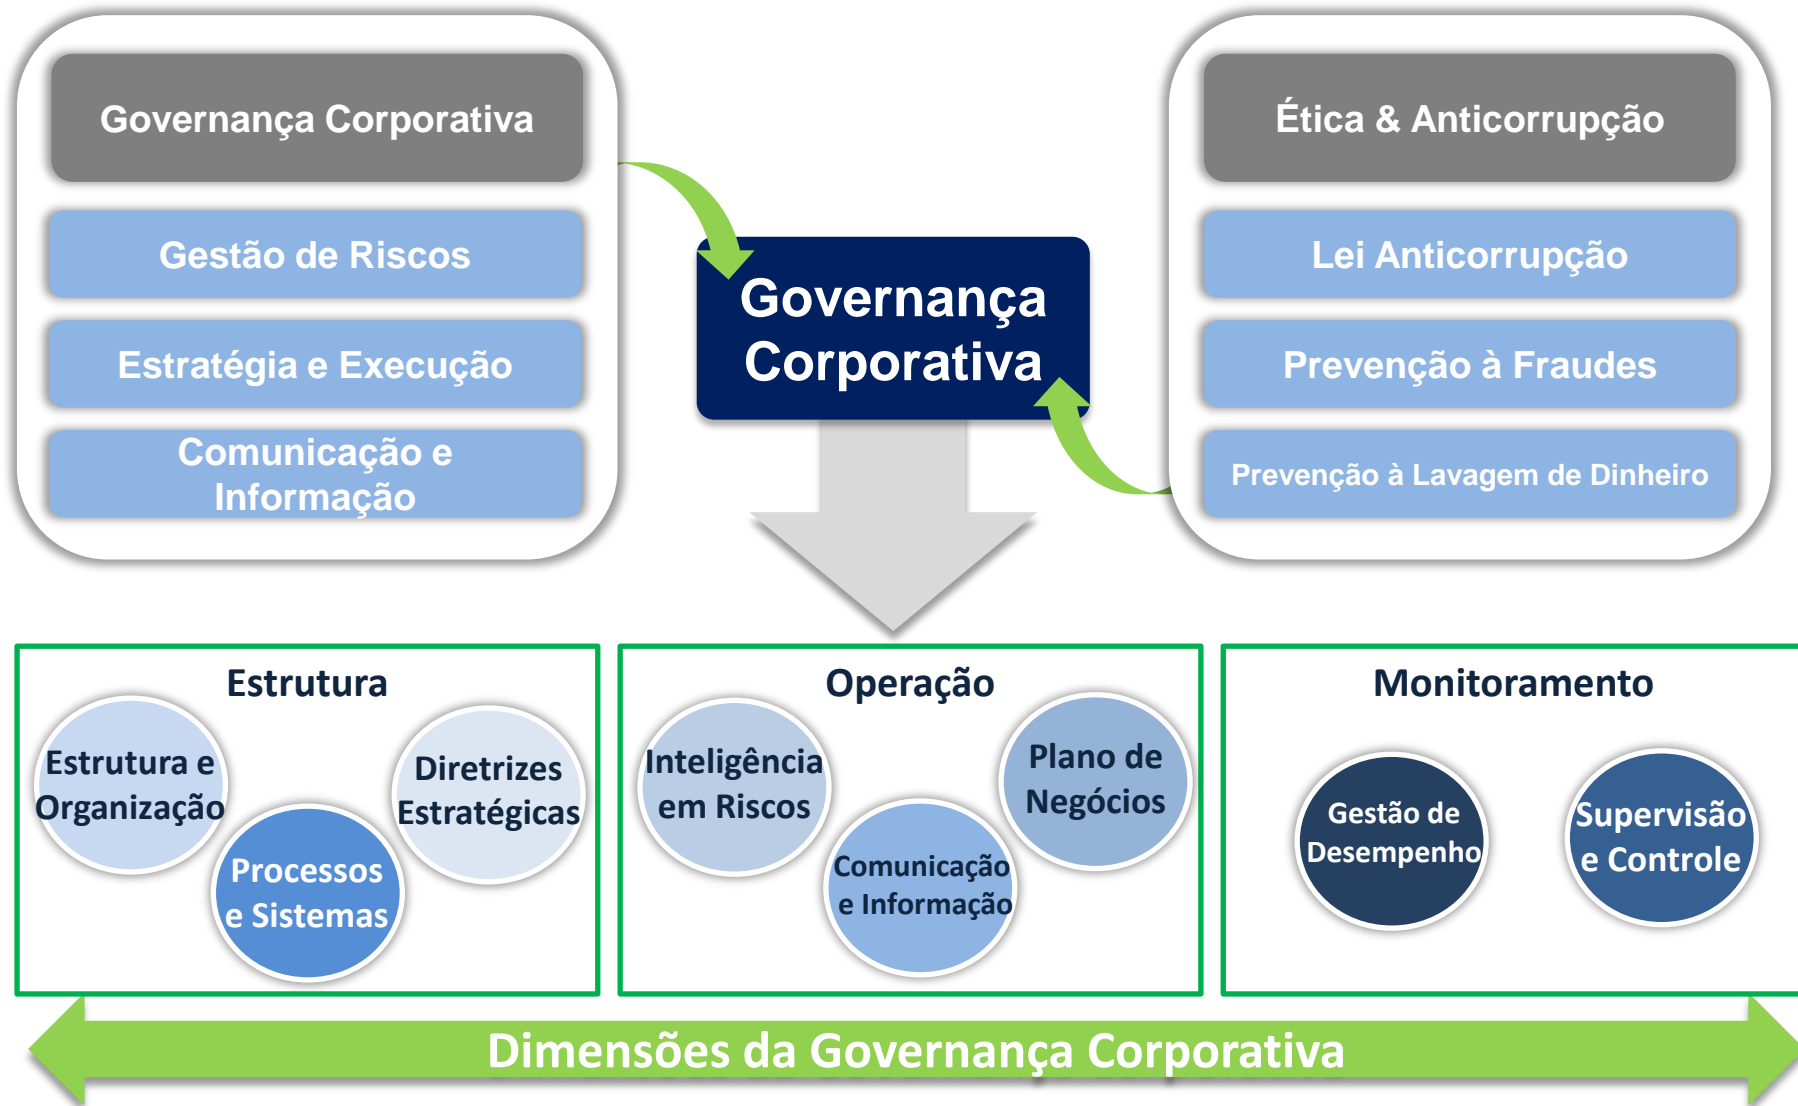 Governança Corporativa
Gestão de Riscos
Estratégia e Execução
Comunicação e
Informação
Governança
Corporativa
Ética & Anticorrupção
Lei Anticorrupção
Prevenção à Fraudes
Prevenção à Lavagem de Dinheiro
Estrutura
Estrutura e
Organização
Processos
e Sistemas
Diretrizes
Estratégicas
Operação
Inteligência
em Riscos
Comunicação
e Informação
Plano de
Negócios
Monitoramento
Gestão de
Desempenho
Supervisão
e Controle
Dimensões da Governança Corporativa